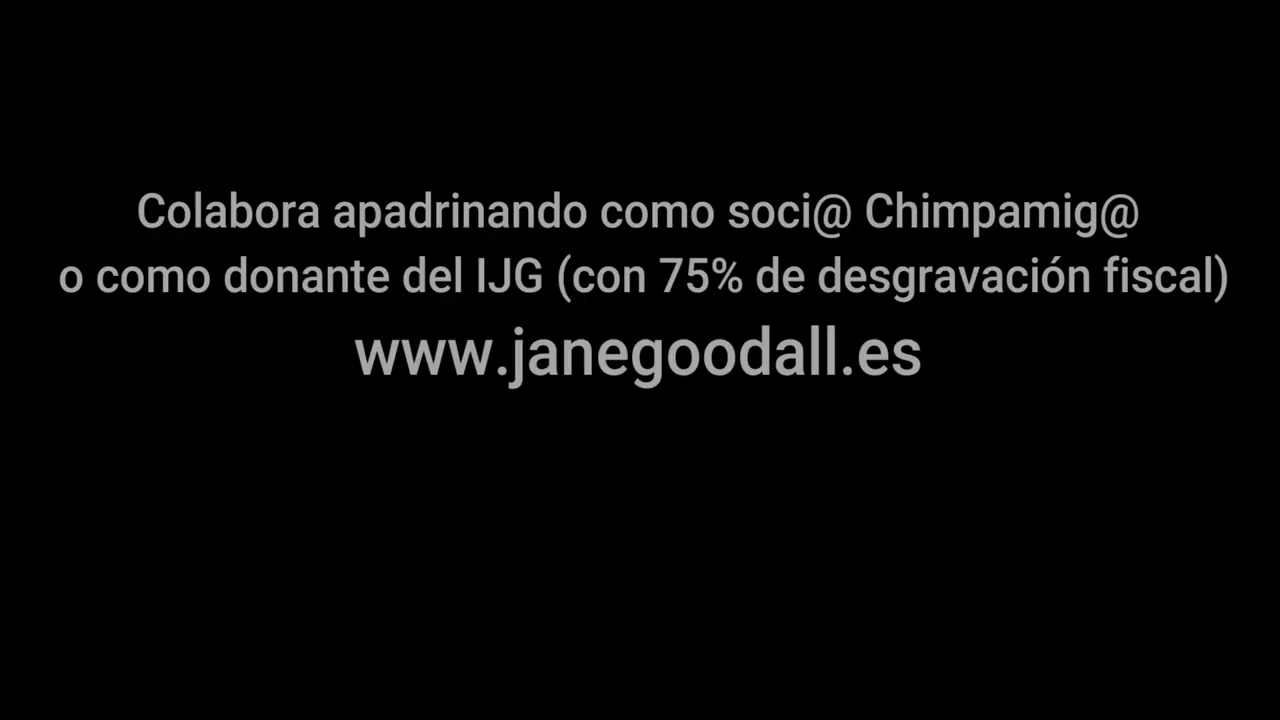 Colabora apadrinando como soci@ Chimpamig@
o como donante del IJG (con 75% de desgravación fiscal)
www.janegoodall.es